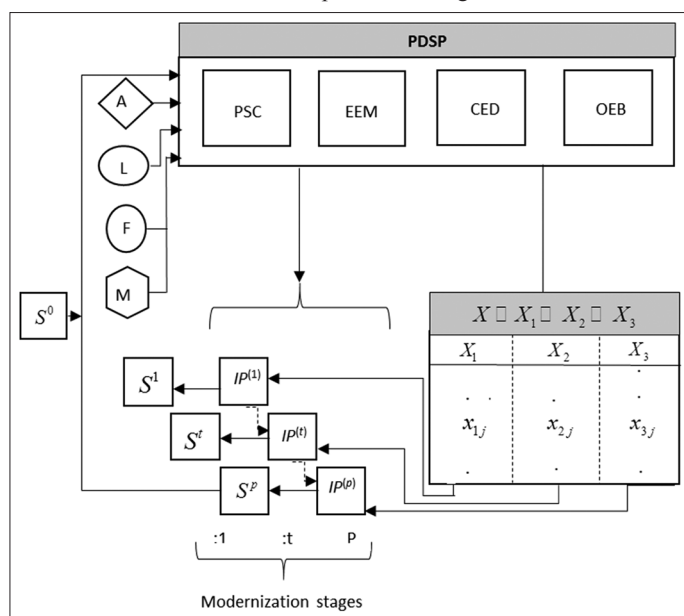 PDSP
A
PSC
EEM
CED
OEB
L
F
M
S⁰
X □ X₁ □ X₂ □ X₃
X₁ X₂ X₃
. . . .
x₁ⱼ x₂ⱼ x₃ⱼ
. . .
S¹ IP⁽¹⁾
Sᵗ IP⁽ᵗ⁾
Sᵖ IP⁽ᵖ⁾
:1 :t P
Modernization stages